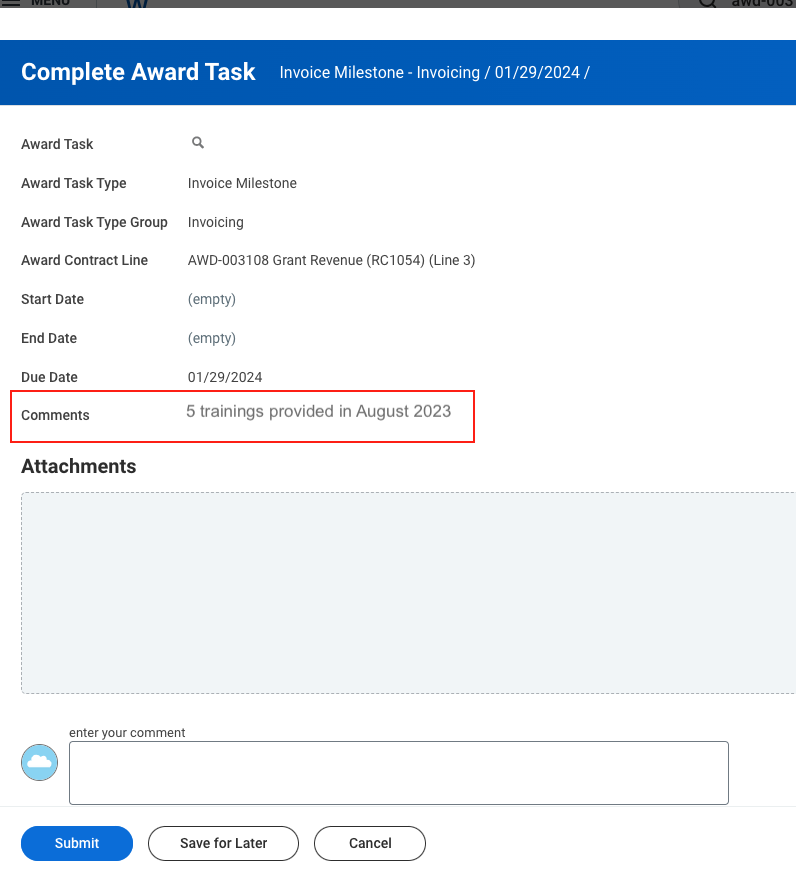 MENU
W
awd-003
Complete Award Task Invoice Milestone - Invoicing / 01/29/2024 /
Award Task
Award Task Type Invoice Milestone
Award Task Type Group Invoicing
Award Contract Line AWD-003108 Grant Revenue (RC1054) (Line 3)
Start Date (empty)
End Date (empty)
Due Date 01/29/2024
Comments 5 trainings provided in August 2023
Attachments
enter your comment
Submit Save for Later Cancel